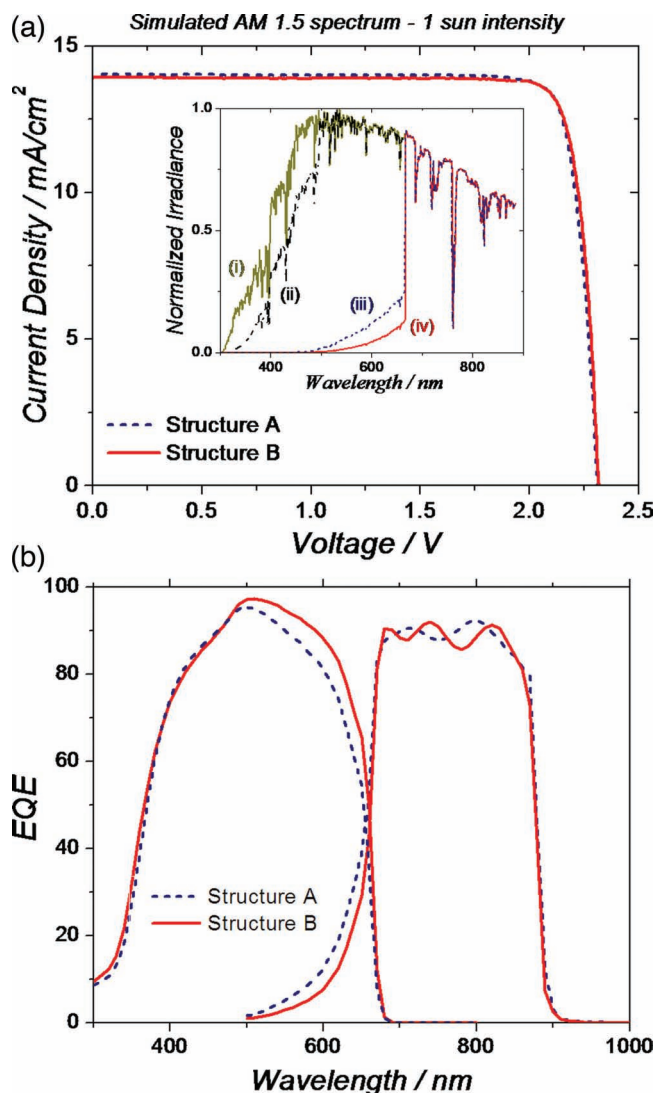 (a)
Simulated AM 1.5 spectrum - 1 sun intensity
Current Density / mA/cm²
15
10
5
0
0.0 0.5 1.0 1.5 2.0 2.5
Voltage / V
Structure A
Structure B
Normalized Irradiance
1.0
0.5
0.0
400 600 800
Wavelength / nm
(i)
(ii)
(iii)
(iv)
(b)
EQE
100
80
60
40
20
0
400 600 800 1000
Wavelength / nm
Structure A
Structure B